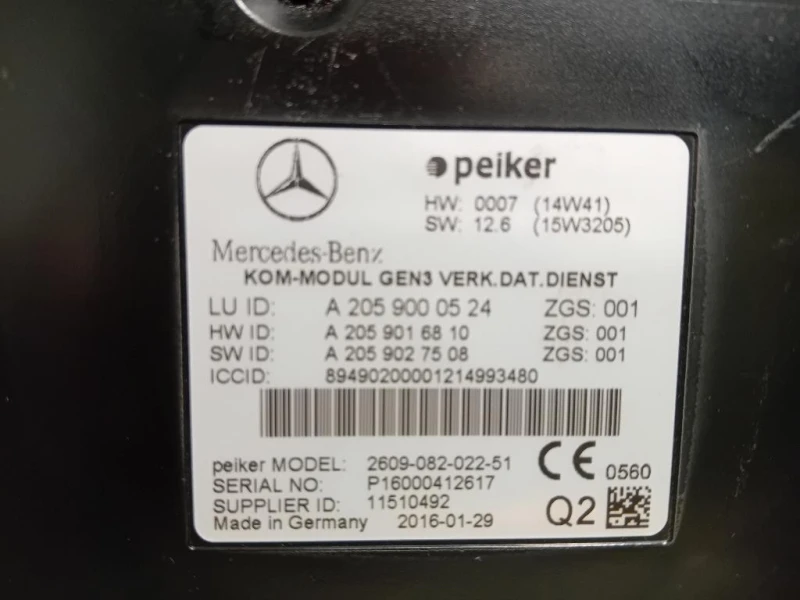 peiker
HW: 0007 (14W41)
SW: 12.6 (15W3205)
Mercedes-Benz
KOM-MODUL GEN3 VERK.DAT.DIENST
LU ID: A 205 900 05 24 ZGS: 001
HW ID: A 205 901 68 10 ZGS: 001
SW ID: A 205 902 75 08 ZGS: 001
ICCID: 89490200001214993480
peiker MODEL: 2609-082-022-51
SERIAL NO: P16000412617
SUPPLIER ID: 11510492
Made in Germany 2016-01-29
CE 0560
Q2